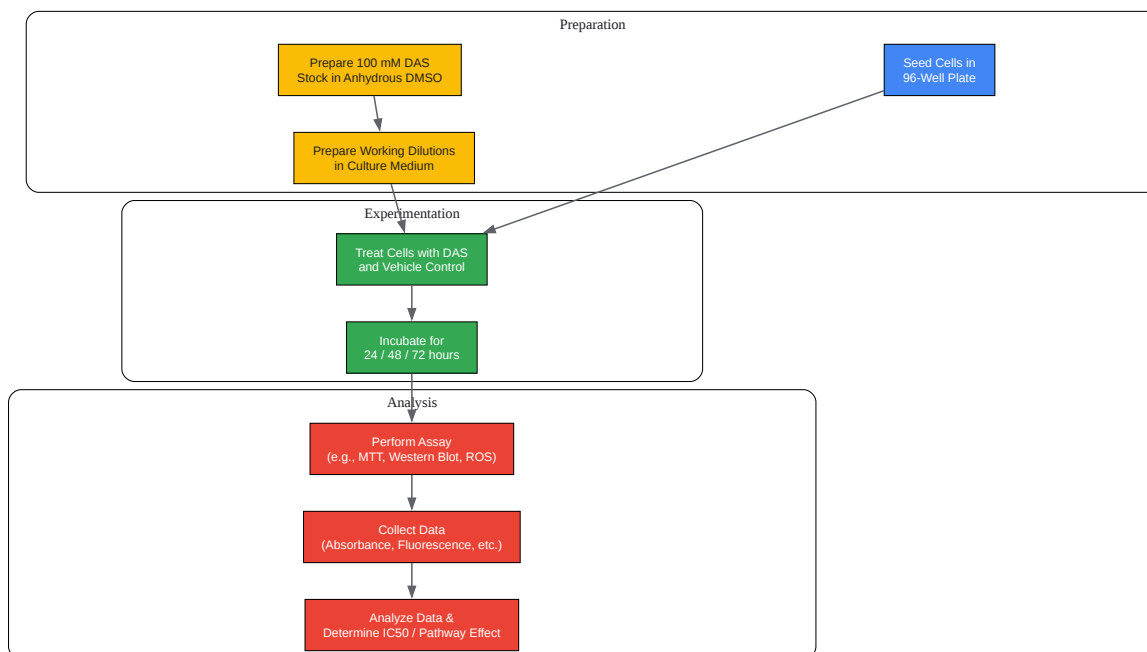 Preparation
Prepare 100 mM DAS
Stock in Anhydrous DMSO
Seed Cells in
96-Well Plate
Prepare Working Dilutions
in Culture Medium
Experimentation
Treat Cells with DAS
and Vehicle Control
Incubate for
24 / 48 / 72 hours
Analysis
Perform Assay
(e.g., MTT, Western Blot, ROS)
Collect Data
(Absorbance, Fluorescence, etc.)
Analyze Data &
Determine IC50 / Pathway Effect